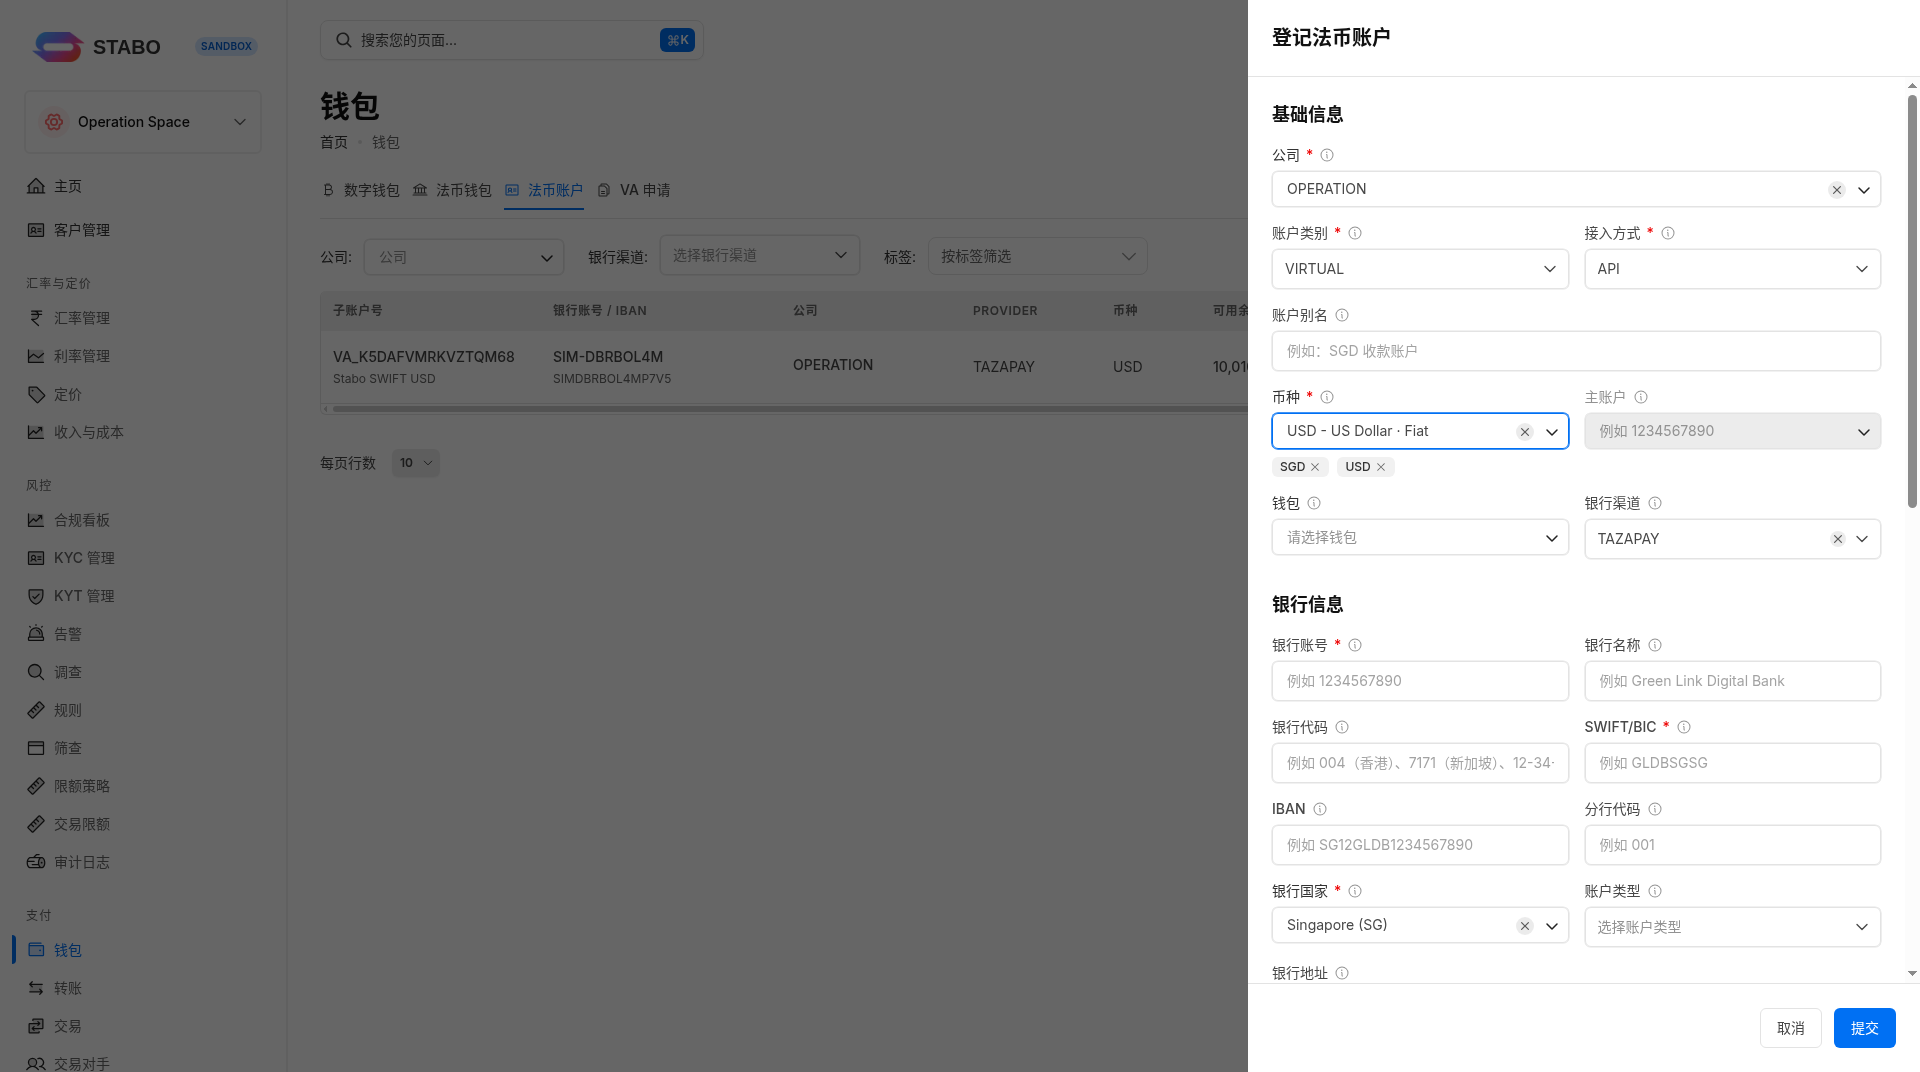 STABO
SANDBOX
搜索您的页面...
⌘K
Operation Space
主页
客户管理
汇率与定价
汇率管理
利率管理
定价
收入与成本
风控
合规看板
KYC 管理
KYT 管理
告警
调查
规则
筛查
限额策略
交易限额
审计日志
支付
钱包
转账
交易
交易对手
钱包
首页 • 钱包
数字钱包
法币钱包
法币账户
VA 申请
公司: 公司
银行渠道: 选择银行渠道
标签: 按标签筛选
子账户号 银行账号 / IBAN 公司 PROVIDER 币种
VA_K5DAFVMRKVZTQM68 SIM-DBRBOL4M OPERATION TAZAPAY USD
Stabo SWIFT USD SIMDBRBOL4MP7V5
每页行数 10
登记法币账户
基础信息
公司 *
OPERATION
账户类别 * 接入方式 *
VIRTUAL API
账户别名
例如：SGD 收款账户
币种 * 主账户
USD - US Dollar · Fiat 例如 1234567890
SGD USD
钱包 银行渠道
请选择钱包 TAZAPAY
银行信息
银行账号 * 银行名称
例如 1234567890 例如 Green Link Digital Bank
银行代码 SWIFT/BIC *
例如 004（香港）、7171（新加坡）、12-34- 例如 GLDBSGSG
IBAN 分行代码
例如 SG12GLDB1234567890 例如 001
银行国家 * 账户类型
Singapore (SG) 选择账户类型
银行地址
取消 提交